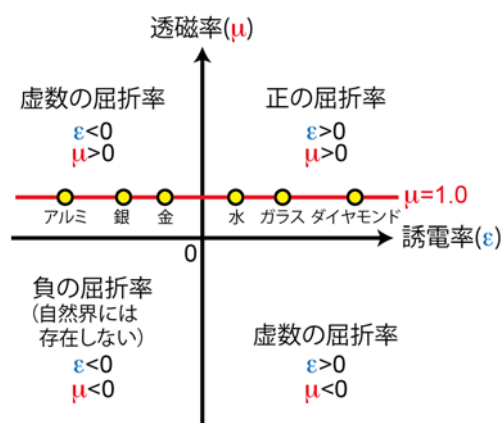 透磁率(μ)
虚数の屈折率
ε<0
μ>0
正の屈折率
ε>0
μ>0
μ=1.0
アルミ
銀
金
水
ガラス
ダイヤモンド
誘電率(ε)
0
負の屈折率
(自然界には
存在しない)
ε<0
μ<0
虚数の屈折率
ε>0
μ<0